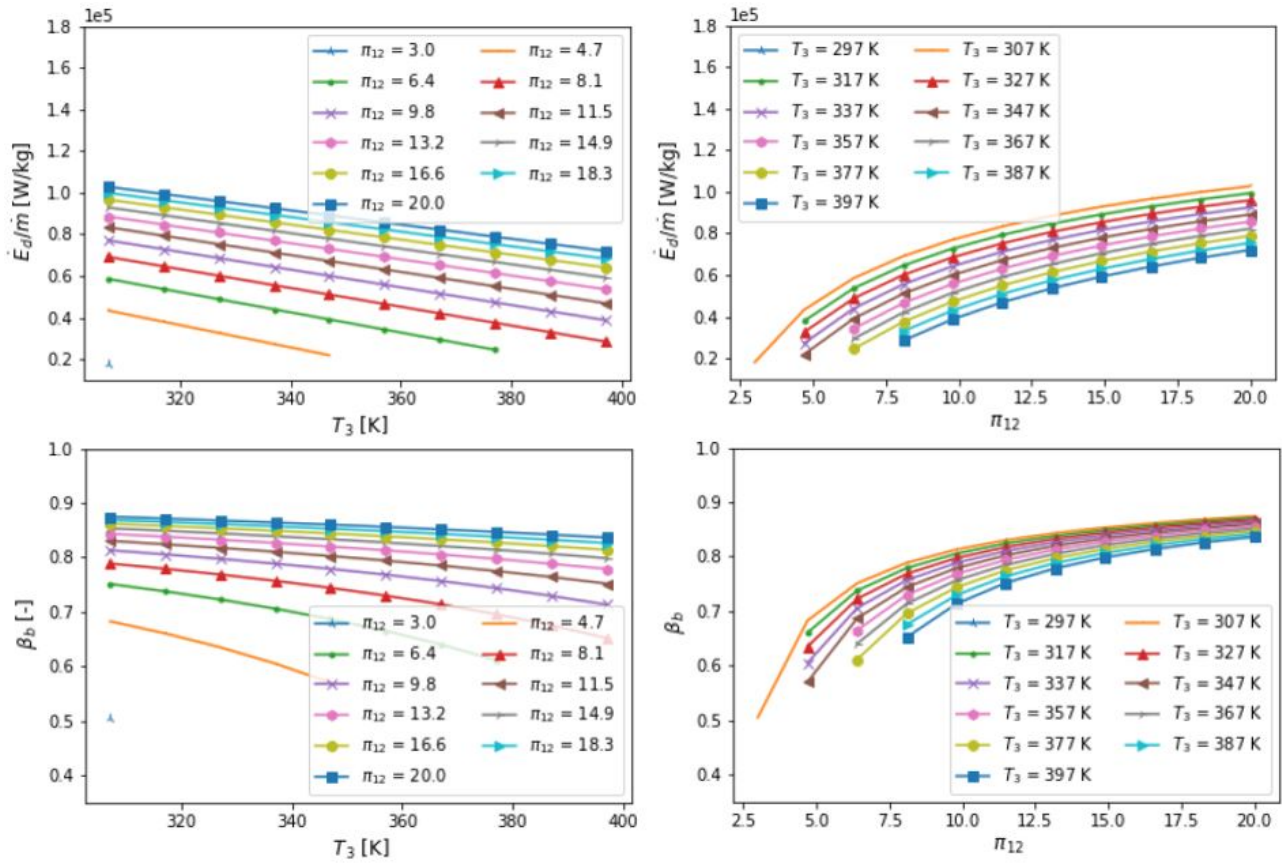 1e5
1.8
1.6
1.4
1.2
1.0
0.8
0.6
0.4
0.2
Ė_d/ṁ [W/kg]
π₁₂ = 3.0 π₁₂ = 4.7
π₁₂ = 6.4 π₁₂ = 8.1
π₁₂ = 9.8 π₁₂ = 11.5
π₁₂ = 13.2 π₁₂ = 14.9
π₁₂ = 16.6 π₁₂ = 18.3
π₁₂ = 20.0
320 340 360 380 400
T₃ [K]
1e5
1.8
1.6
1.4
1.2
1.0
0.8
0.6
0.4
0.2
Ė_d/ṁ [W/kg]
T₃ = 297 K T₃ = 307 K
T₃ = 317 K T₃ = 327 K
T₃ = 337 K T₃ = 347 K
T₃ = 357 K T₃ = 367 K
T₃ = 377 K T₃ = 387 K
T₃ = 397 K
2.5 5.0 7.5 10.0 12.5 15.0 17.5 20.0
π₁₂
1.0
0.9
0.8
0.7
0.6
0.5
0.4
β_b [-]
π₁₂ = 3.0 π₁₂ = 4.7
π₁₂ = 6.4 π₁₂ = 8.1
π₁₂ = 9.8 π₁₂ = 11.5
π₁₂ = 13.2 π₁₂ = 14.9
π₁₂ = 16.6 π₁₂ = 18.3
π₁₂ = 20.0
320 340 360 380 400
T₃ [K]
1.0
0.9
0.8
0.7
0.6
0.5
0.4
β_b
T₃ = 297 K T₃ = 307 K
T₃ = 317 K T₃ = 327 K
T₃ = 337 K T₃ = 347 K
T₃ = 357 K T₃ = 367 K
T₃ = 377 K T₃ = 387 K
T₃ = 397 K
2.5 5.0 7.5 10.0 12.5 15.0 17.5 20.0
π₁₂